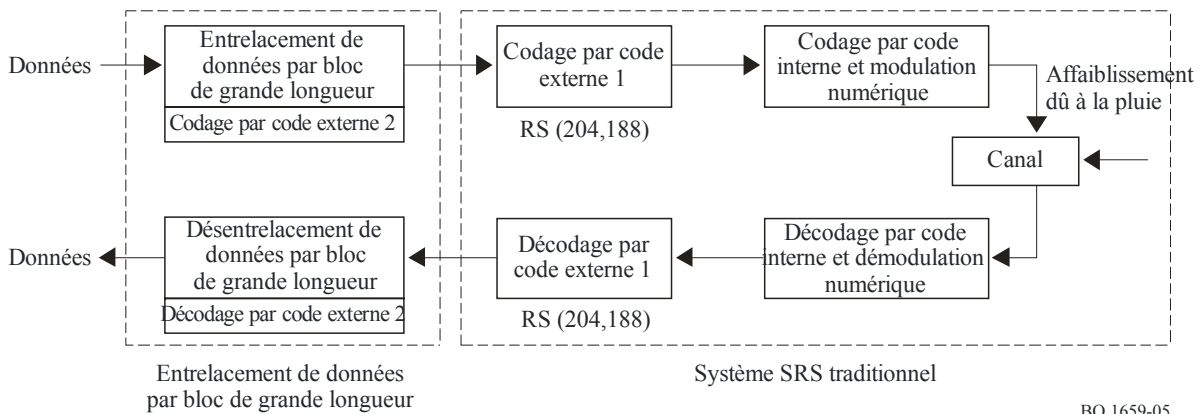 Données
Entrelacement de
données par bloc
de grande longueur
Codage par code externe 2
Codage par code
externe 1
RS (204,188)
Codage par code
interne et modulation
numérique
Affaiblissement
dû à la pluie
Canal
Données
Désentrelacement de
données par bloc
de grande longueur
Décodage par code externe 2
Décodage par
code externe 1
RS (204,188)
Décodage par code
interne et démodulation
numérique
Entrelacement de données
par bloc de grande longueur
Système SRS traditionnel
BO.1659-05